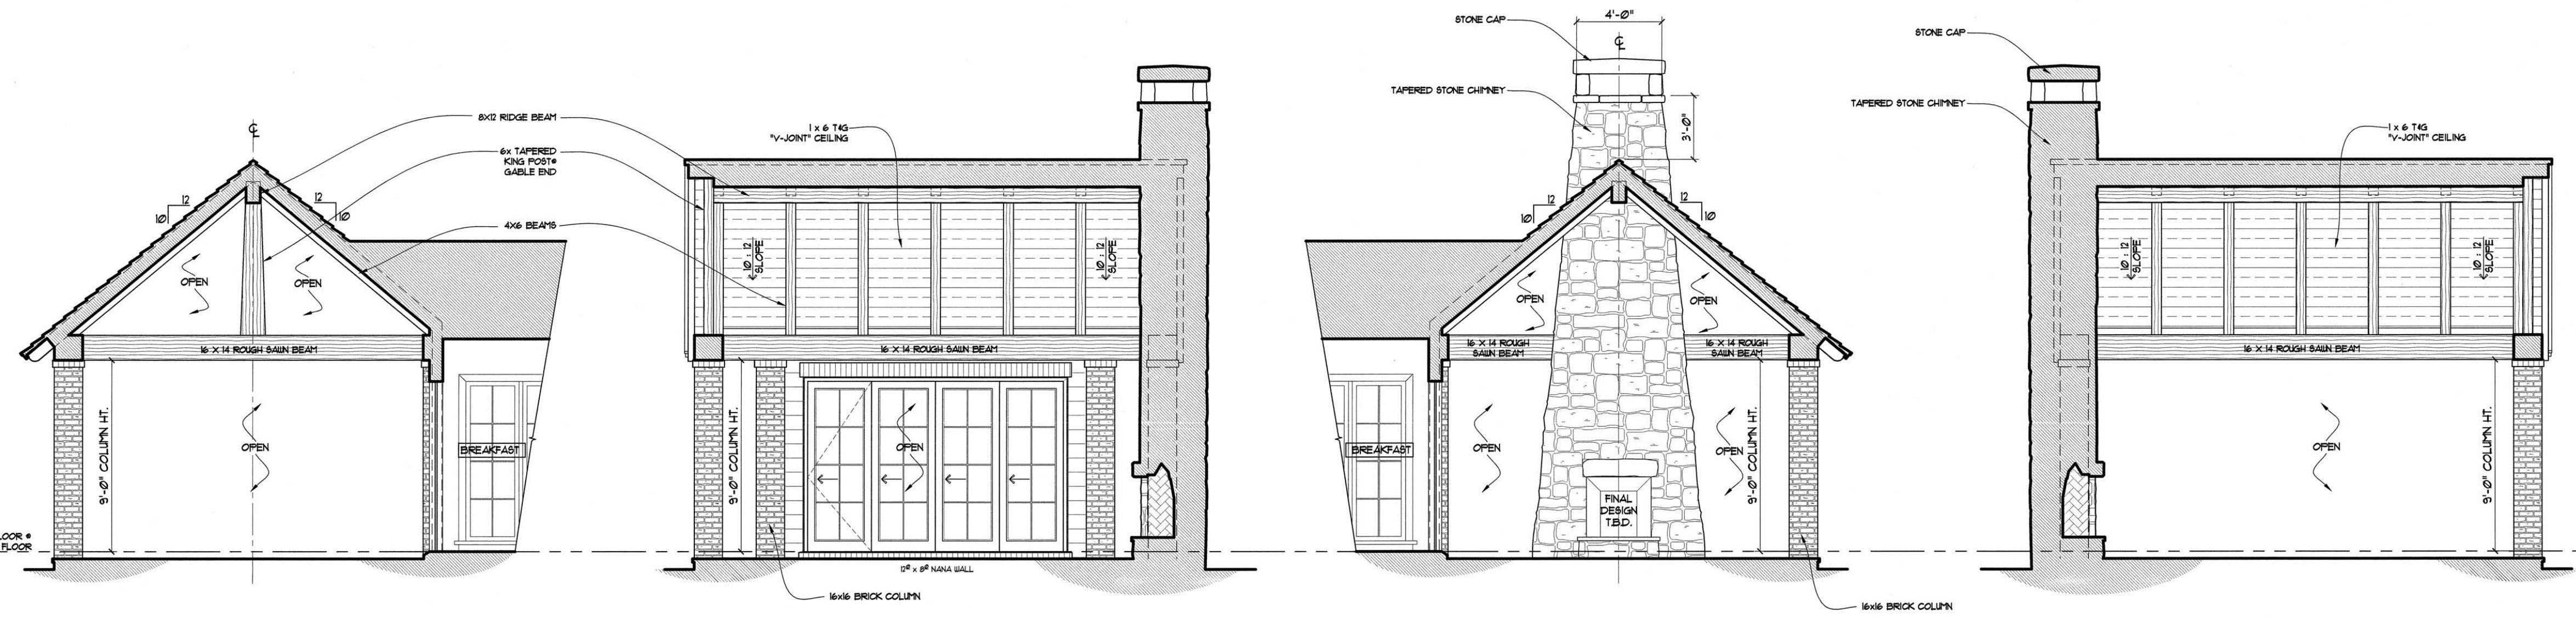 ℄
12
10
12
10
OPEN
OPEN
16 X 14 ROUGH SAWN BEAM
9'-0" COLUMN HT.
OPEN
BREAKFAST
LOOR @
FLOOR
8X12 RIDGE BEAM
6x TAPERED
KING POST@
GABLE END
4X6 BEAMS
1 x 6 T&G
"V-JOINT" CEILING
10 : 12
SLOPE
10 : 12
SLOPE
16 X 14 ROUGH SAWN BEAM
9'-0" COLUMN HT.
OPEN
12⁰ x 8⁰ NANA WALL
16x16 BRICK COLUMN
STONE CAP
4'-0"
℄
TAPERED STONE CHIMNEY
3'-0"
12
10
12
10
OPEN
OPEN
16 X 14 ROUGH
SAWN BEAM
16 X 14 ROUGH
SAWN BEAM
BREAKFAST
OPEN
OPEN
9'-0" COLUMN HT.
FINAL
DESIGN
T.B.D.
16x16 BRICK COLUMN
STONE CAP
TAPERED STONE CHIMNEY
1 x 6 T&G
"V-JOINT" CEILING
10 : 12
SLOPE
10 : 12
SLOPE
16 X 14 ROUGH SAWN BEAM
OPEN
9'-0" COLUMN HT.